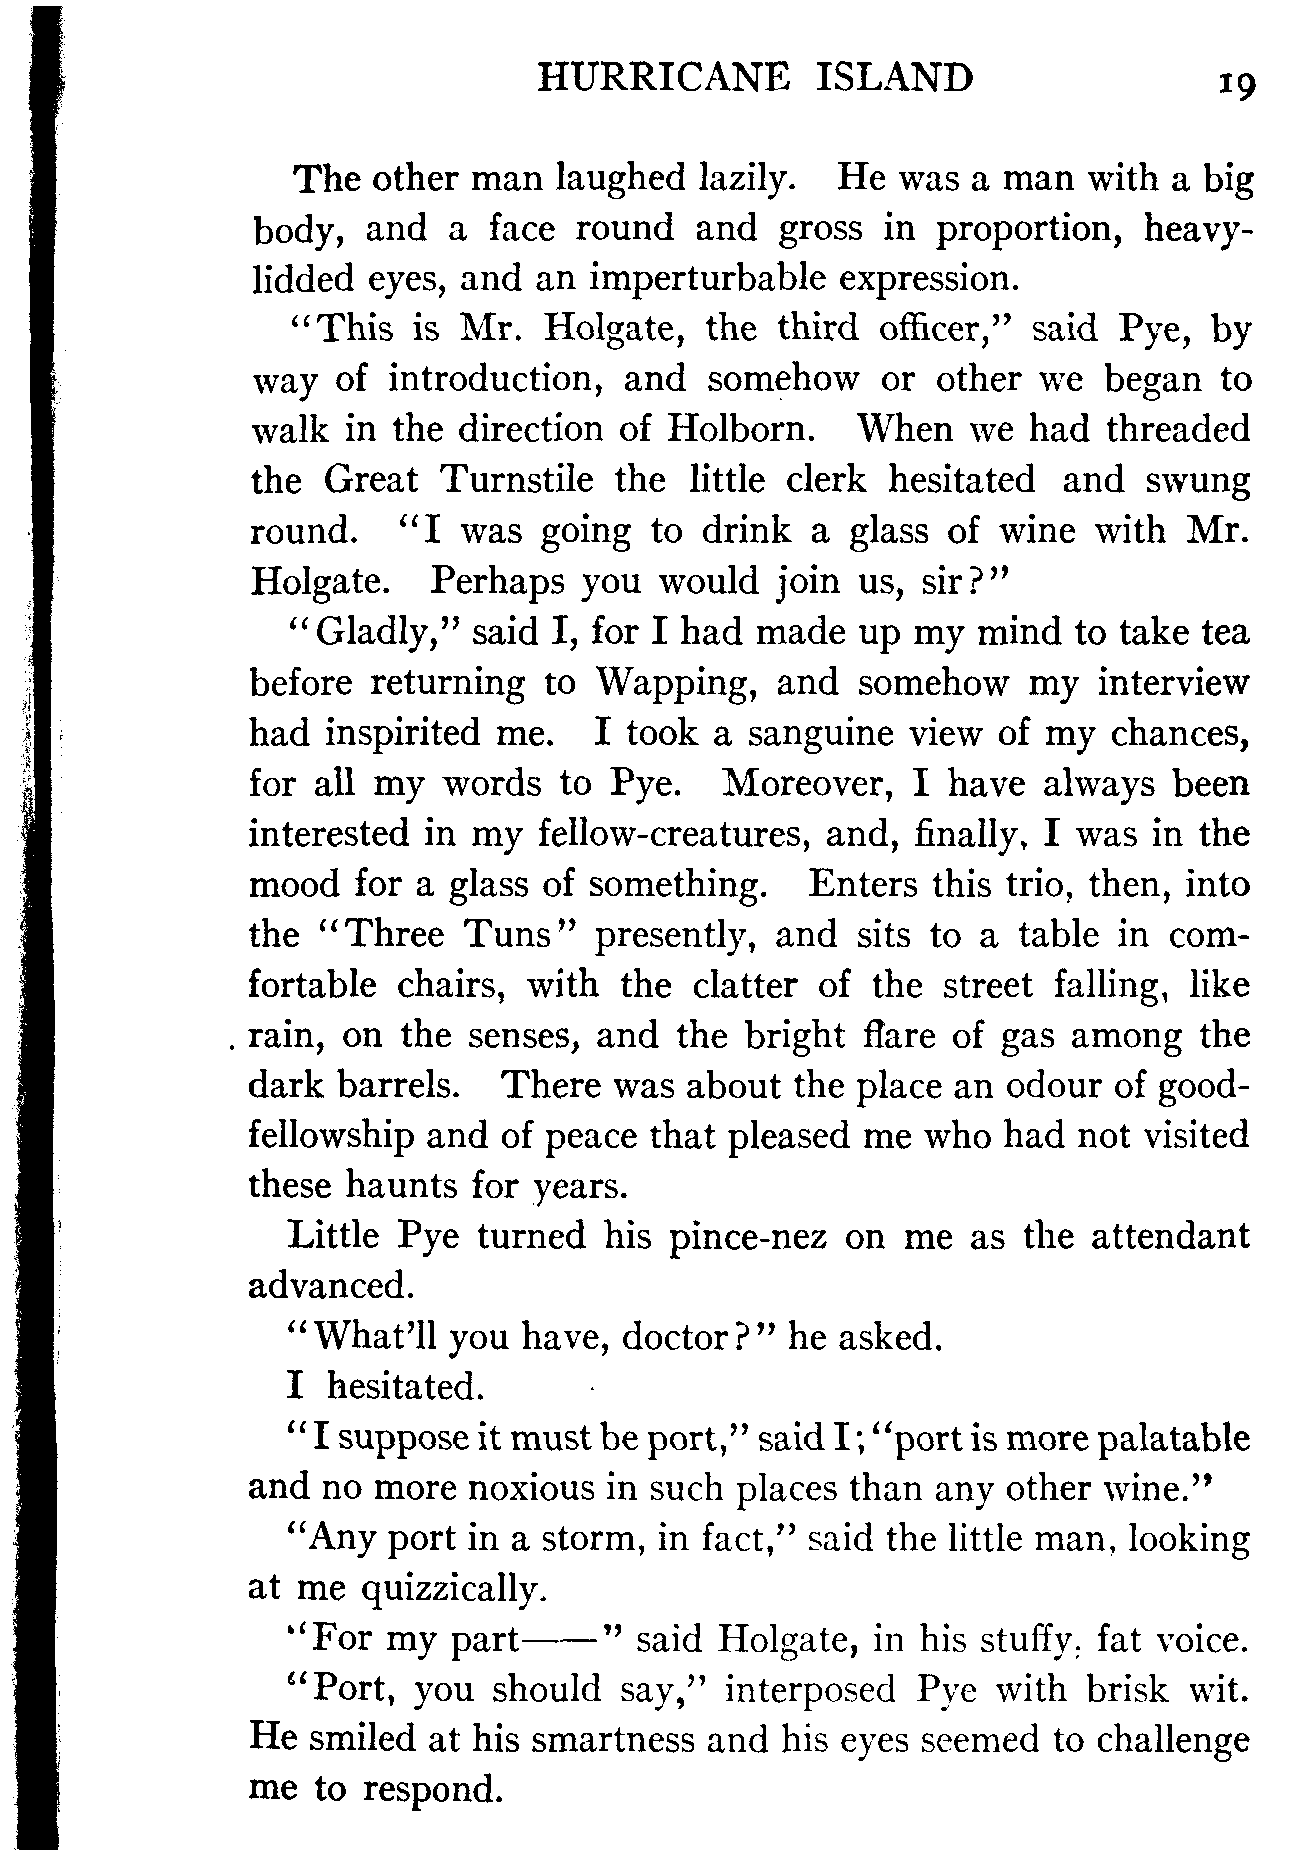 HURRICANE ISLAND 19
The other man laughed lazily. He was a man with a big
body, and a face round and gross in proportion, heavy-
lidded eyes, and an imperturbable expression.
"This is Mr. Holgate, the third officer," said Pye, by
way of introduction, and somehow or other we began to
walk in the direction of Holborn. When we had threaded
the Great Turnstile the little clerk hesitated and swung
round. "I was going to drink a glass of wine with Mr.
Holgate. Perhaps you would join us, sir?"
"Gladly," said I, for I had made up my mind to take tea
before returning to Wapping, and somehow my interview
had inspirited me. I took a sanguine view of my chances,
for all my words to Pye. Moreover, I have always been
interested in my fellow-creatures, and, finally, I was in the
mood for a glass of something. Enters this trio, then, into
the "Three Tuns" presently, and sits to a table in com-
fortable chairs, with the clatter of the street falling, like
rain, on the senses, and the bright flare of gas among the
dark barrels. There was about the place an odour of good-
fellowship and of peace that pleased me who had not visited
these haunts for years.
Little Pye turned his pince-nez on me as the attendant
advanced.
"What'll you have, doctor?" he asked.
I hesitated.
"I suppose it must be port," said I; "port is more palatable
and no more noxious in such places than any other wine."
"Any port in a storm, in fact," said the little man, looking
at me quizzically.
"For my part——" said Holgate, in his stuffy, fat voice.
"Port, you should say," interposed Pye with brisk wit.
He smiled at his smartness and his eyes seemed to challenge
me to respond.